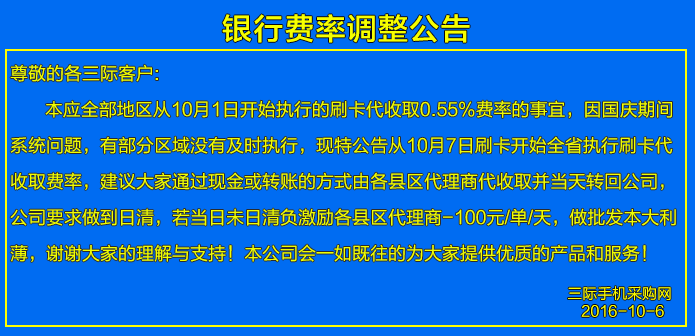 银行费率调整公告
尊敬的各三际客户：
本应全部地区从10月1日开始执行的刷卡代收取0.55%费率的事宜，因国庆期间
系统问题，有部分区域没有及时执行，现特公告从10月7日刷卡开始全省执行刷卡代
收取费率，建议大家通过现金或转账的方式由各县区代理商代收取并当天转回公司，
公司要求做到日清，若当日未日清负激励各县区代理商-100元/单/天，做批发本大利
薄，谢谢大家的理解与支持！本公司会一如既往的为大家提供优质的产品和服务！
三际手机采购网
2016-10-6